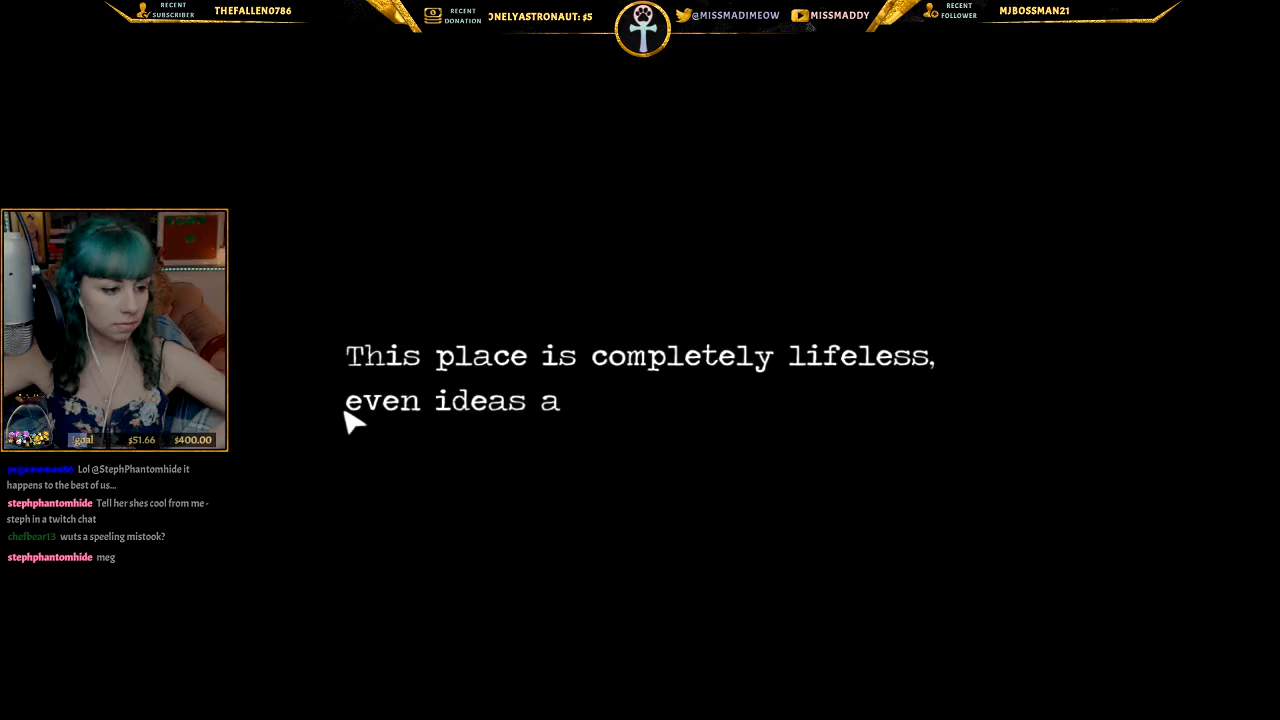 RECENT SUBSCRIBER THEFALLEN0786
RECENT DONATION ONELYASTRONAUT: $5
@MISSMADIMEOW MISSMADDY
RECENT FOLLOWER MJBOSSMAN21
This place is completely lifeless,
even ideas a
!goal $51.66 $400.00
Lol @StephPhantomhide it
happens to the best of us...
stephphantomhide Tell her shes cool from me -
steph in a twitch chat
chefbear13 wuts a speeling mistook?
stephphantomhide meg